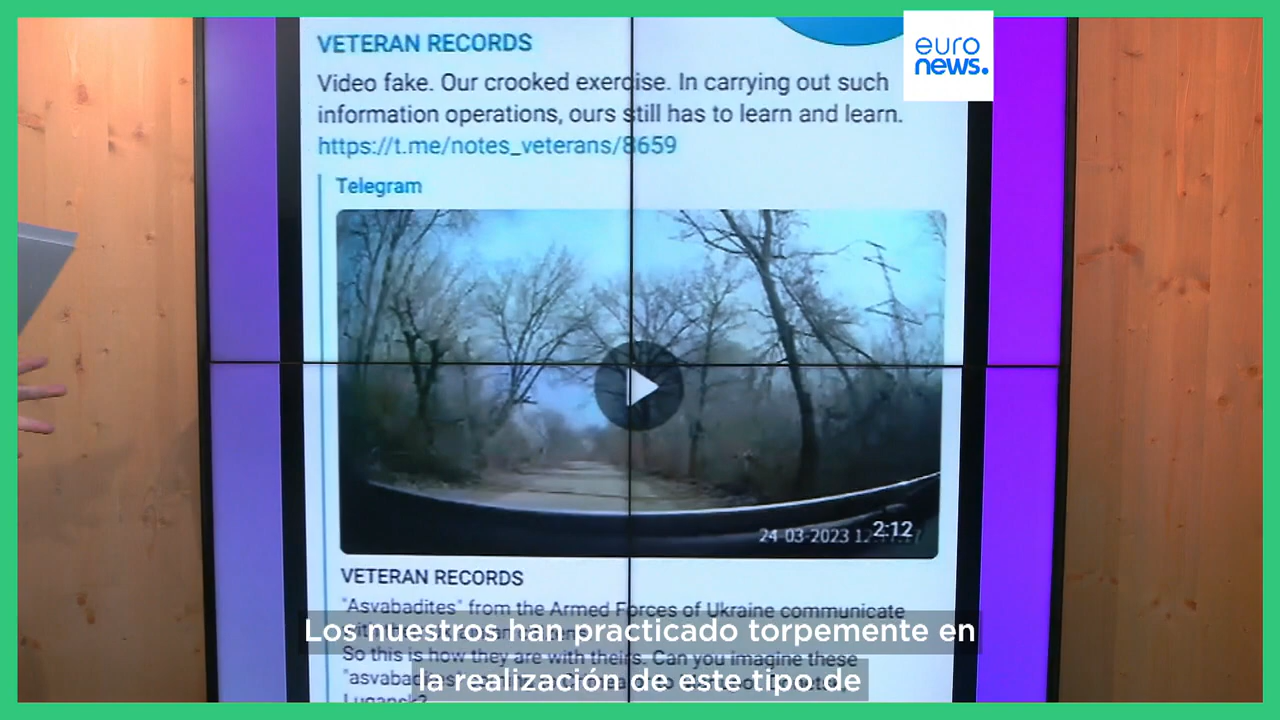 euro
news.
VETERAN RECORDS
Video fake. Our crooked exercise. In carrying out such
information operations, ours still has to learn and learn.
https://t.me/notes_veterans/8659
Telegram
24-03-2023
2:12
VETERAN RECORDS
"Asvabadites" from the Armed Forces of Ukraine communicate
So this is how they are with theirs. Can you imagine these
Lugansk?
Los nuestros han practicado torpemente en
la realización de este tipo de